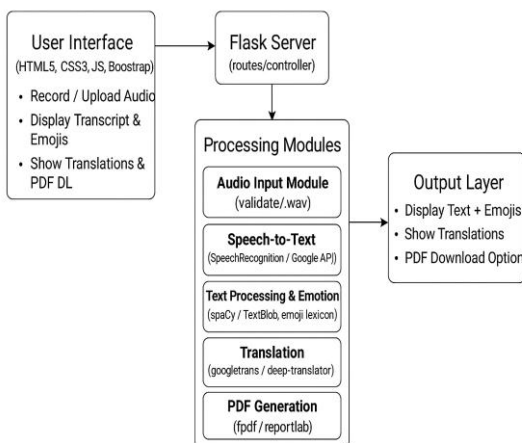 User Interface
(HTML5, CSS3, JS, Boostrap)
• Record / Upload Audio
• Display Transcript &
Emojis
• Show Translations &
PDF DL
Flask Server
(routes/controller)
Processing Modules
Audio Input Module
(validate/.wav)
Speech-to-Text
(SpeechRecognition / Google API))
Text Processing & Emotion
(spaCy / TextBlob, emoji lexicon)
Translation
(googletrans / deep-translator)
PDF Generation
(fpdf / reportlab)
Output Layer
• Display Text + Emojis
• Show Translations
• PDF Download Option